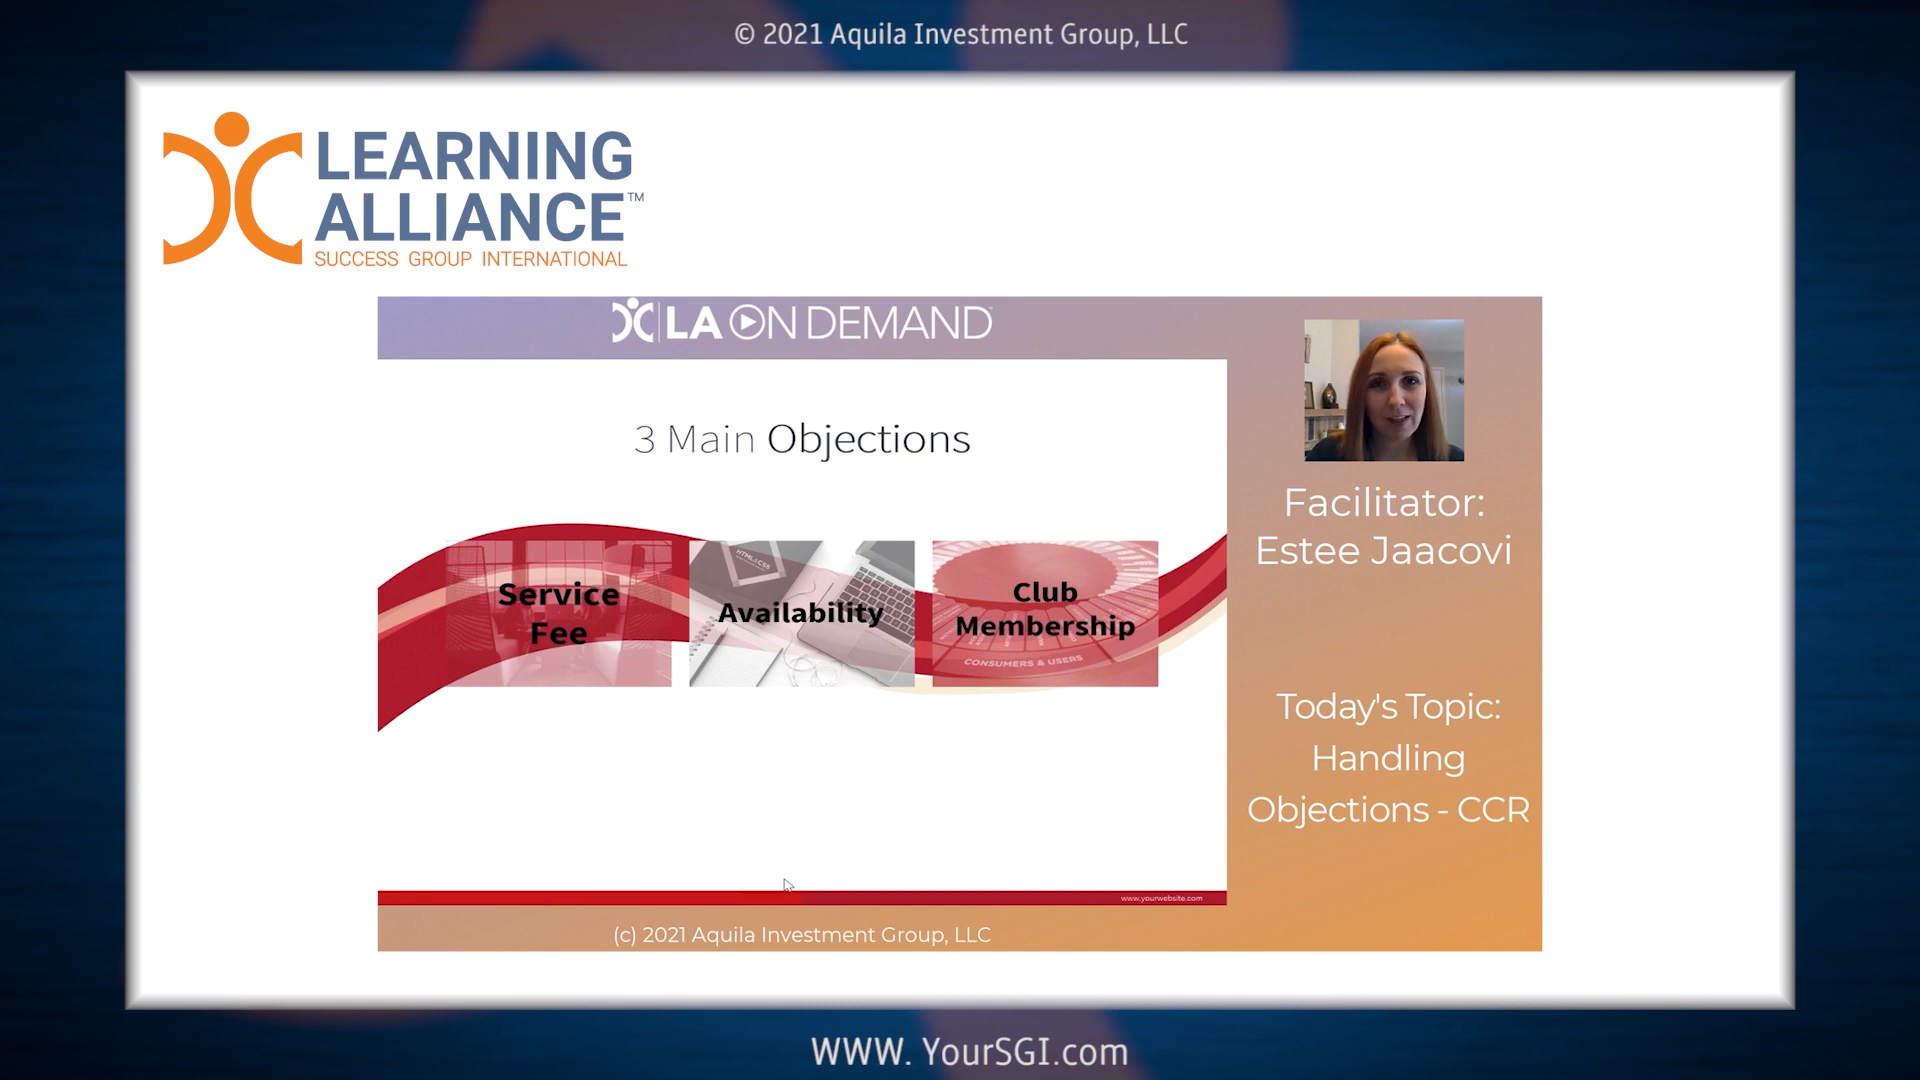 © 2021 Aquila Investment Group, LLC
LEARNING
ALLIANCE™
SUCCESS GROUP INTERNATIONAL
LA ON DEMAND
3 Main Objections
HTML & CSS
Service
Fee
Availability
Club
Membership
CONSUMERS & USERS
www.yourwebsite.com
(c) 2021 Aquila Investment Group, LLC
Facilitator:
Estee Jaacovi
Today's Topic:
Handling
Objections - CCR
WWW. YourSGI.com